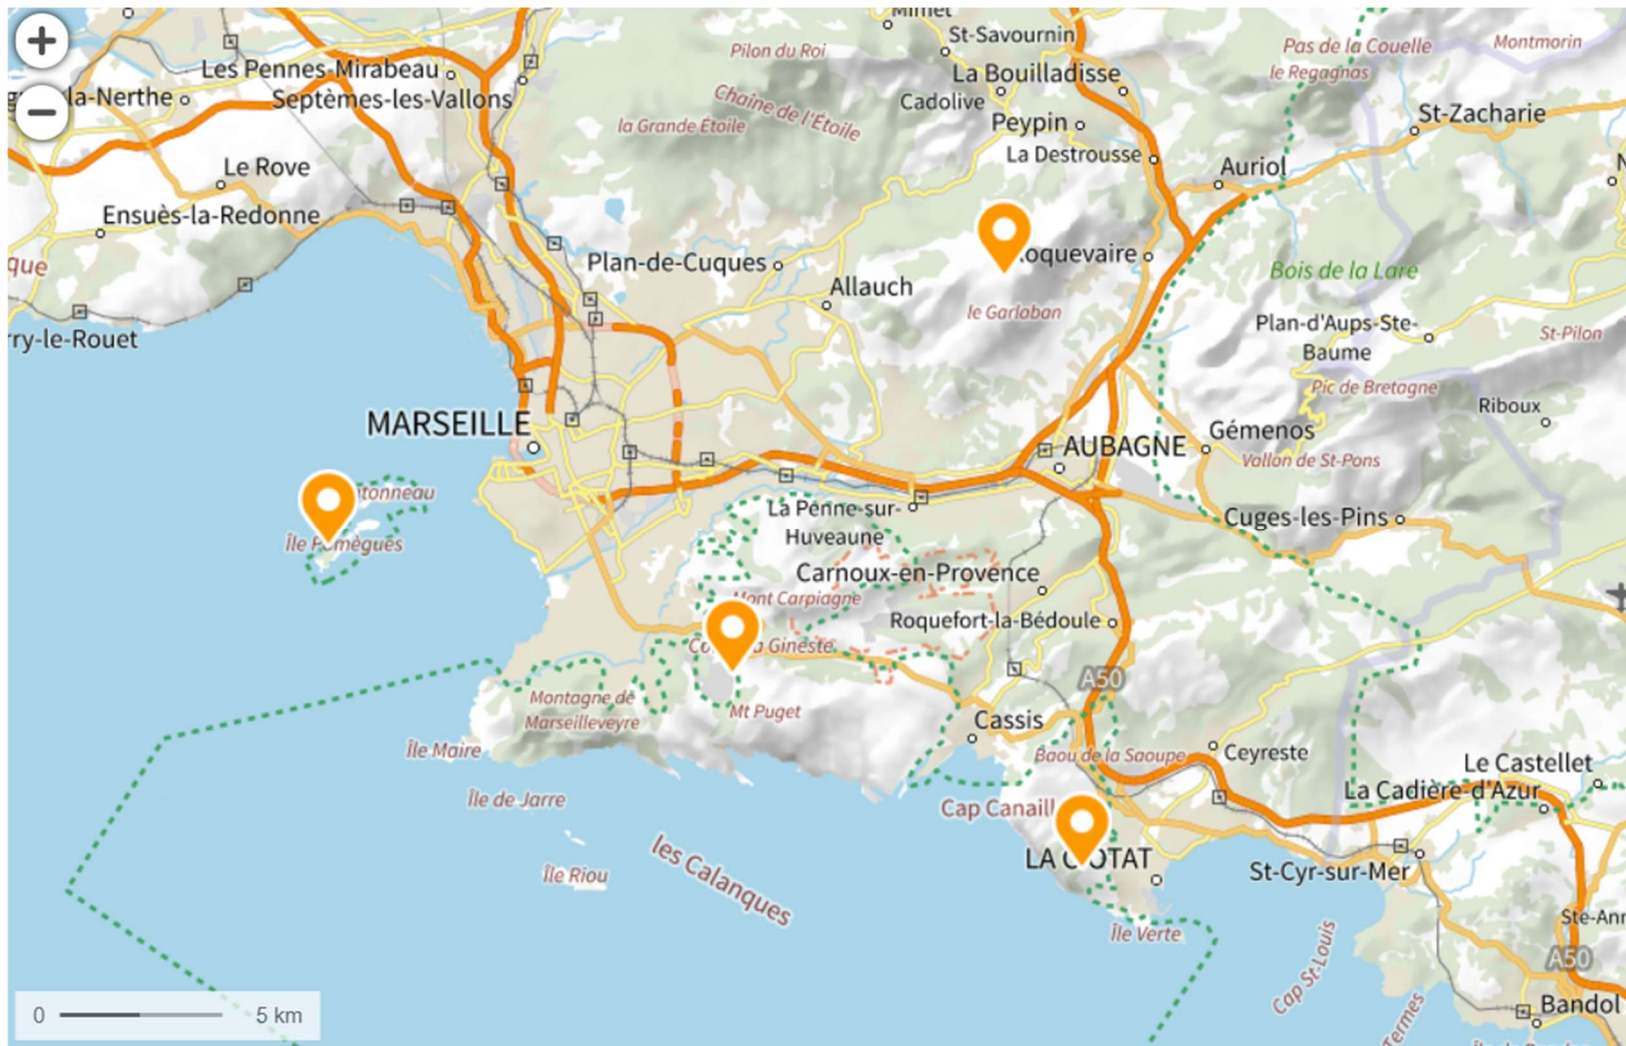 Mimet
St-Savournin
Pilon du Roi
Pas de la Couelle
Montmorin
le Regagnas
Les Pennes-Mirabeau
La Bouilladisse
la-Nerthe
Septèmes-les-Vallons
Chaîne de l'Étoile
Cadolive
St-Zacharie
la Grande Étoile
Peypin
La Destrousse
Le Rove
Auriol
Ensuès-la-Redonne
que
Plan-de-Cuques
oquevaire
Bois de la Lare
Allauch
le Garlaban
Plan-d'Aups-Ste-
Baume
St-Pilon
rry-le-Rouet
Pic de Bretagne
Riboux
MARSEILLE
AUBAGNE
Gémenos
Vallon de St-Pons
tonneau
La Penne-sur-
Huveaune
Cuges-les-Pins
Île Pomègues
Carnoux-en-Provence
Mont Carpiagne
Roquefort-la-Bédoule
Gineste
A50
Montagne de
Marseilleveyre
Mt Puget
Cassis
Île Maire
Baou de la Saoupe
Ceyreste
Le Castellet
La Cadière-d'Azur
Île de Jarre
Cap Canaill
les Calanques
LA CIOTAT
St-Cyr-sur-Mer
Île Riou
Île Verte
Ste-Ann
Cap St-Louis
A50
Bandol
Termes
0 5 km